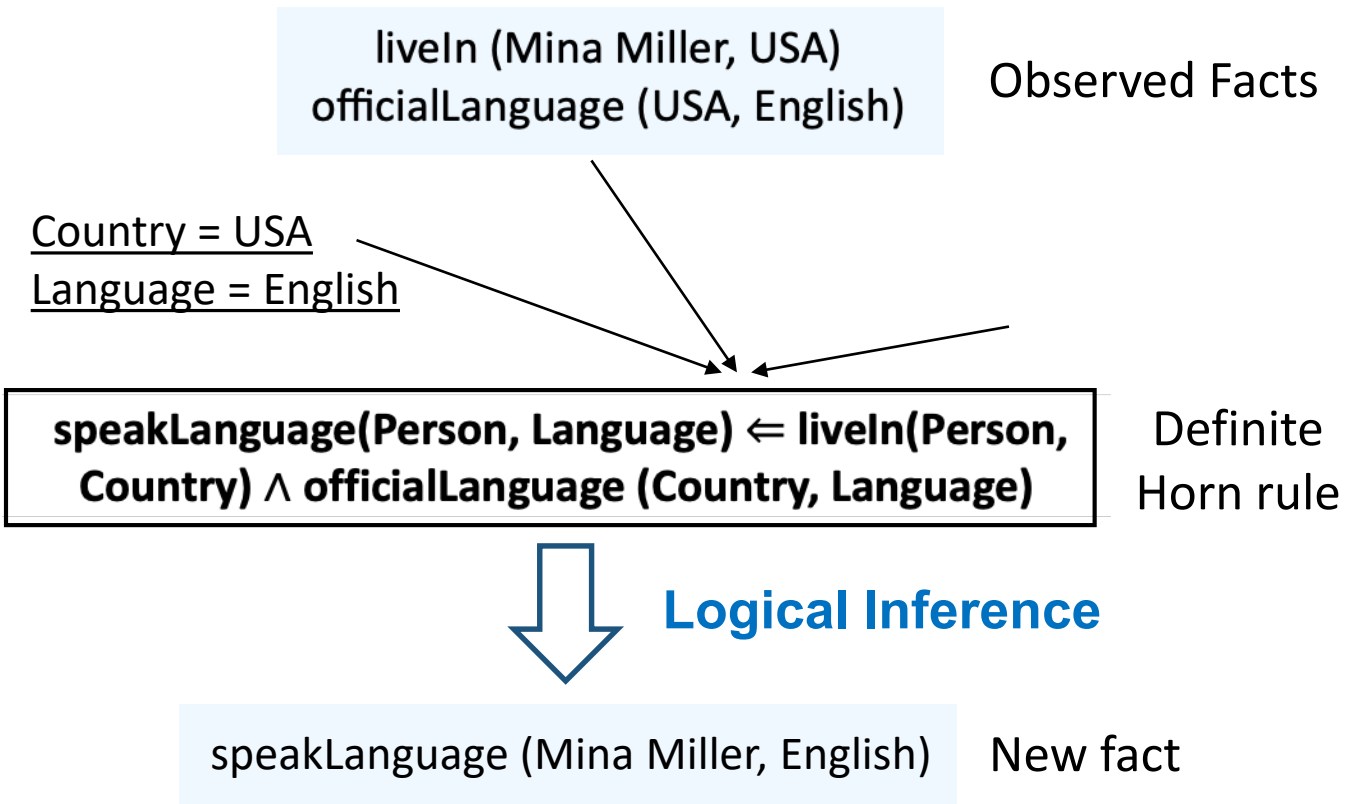 liveIn (Mina Miller, USA)
officialLanguage (USA, English)
Observed Facts
Country = USA
Language = English
speakLanguage(Person, Language) ⇐ liveIn(Person,
Country) ∧ officialLanguage (Country, Language)
Definite
Horn rule
Logical Inference
speakLanguage (Mina Miller, English)
New fact